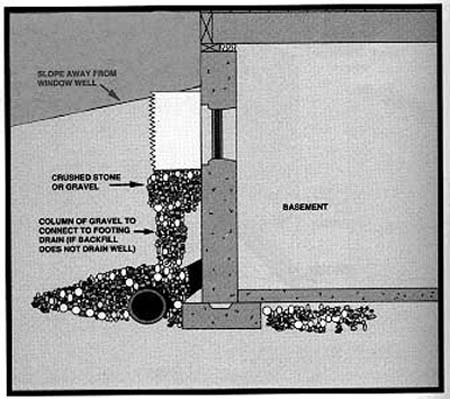 SLOPE AWAY FROM
WINDOW WELL
CRUSHED STONE
OR GRAVEL
COLUMN OF GRAVEL TO
CONNECT TO FOOTING
DRAIN (IF BACKFILL
DOES NOT DRAIN WELL)
BASEMENT